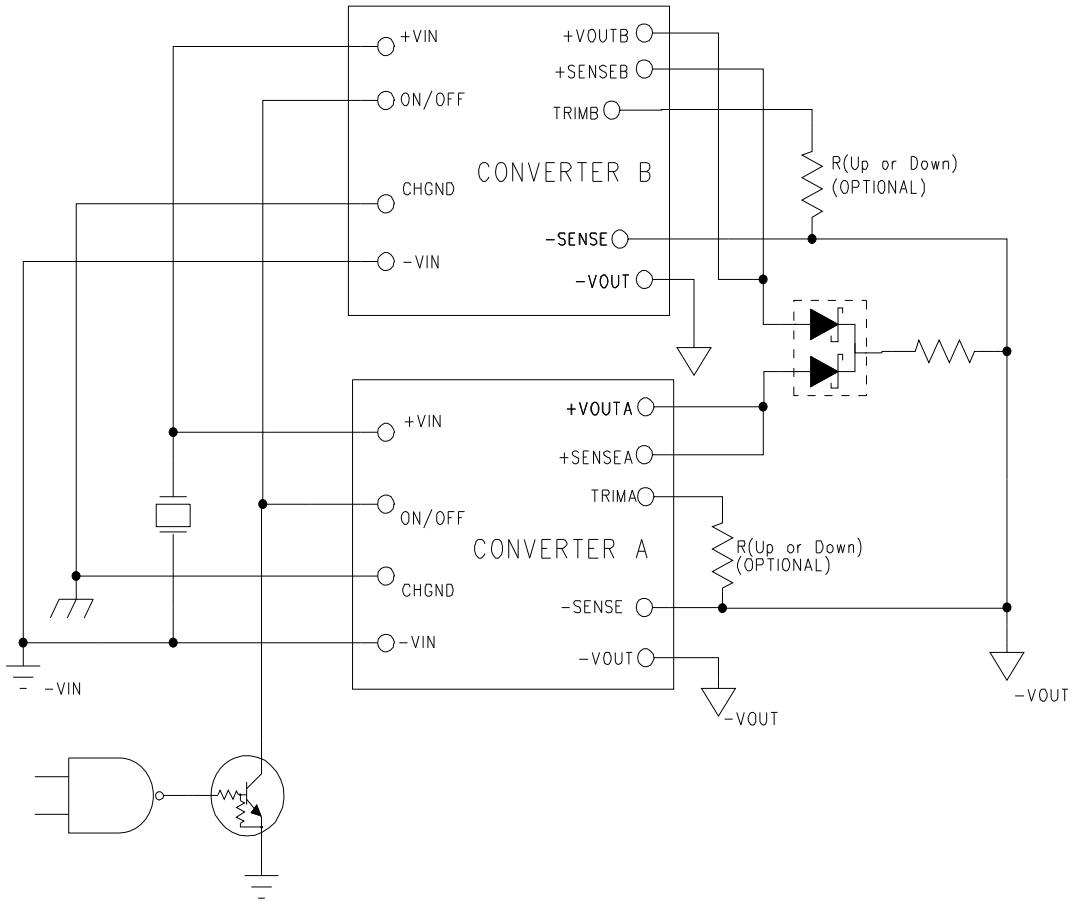 +VIN
+VOUTB
+SENSEB
ON/OFF
TRIMB
R(Up or Down)
(OPTIONAL)
CONVERTER B
CHGND
-SENSE
-VIN
-VOUT
+VOUTA
+VIN
+SENSEA
TRIMA
ON/OFF
CONVERTER A
R(Up or Down)
(OPTIONAL)
CHGND
-SENSE
-VIN
-VOUT
-VIN
-VOUT
-VOUT